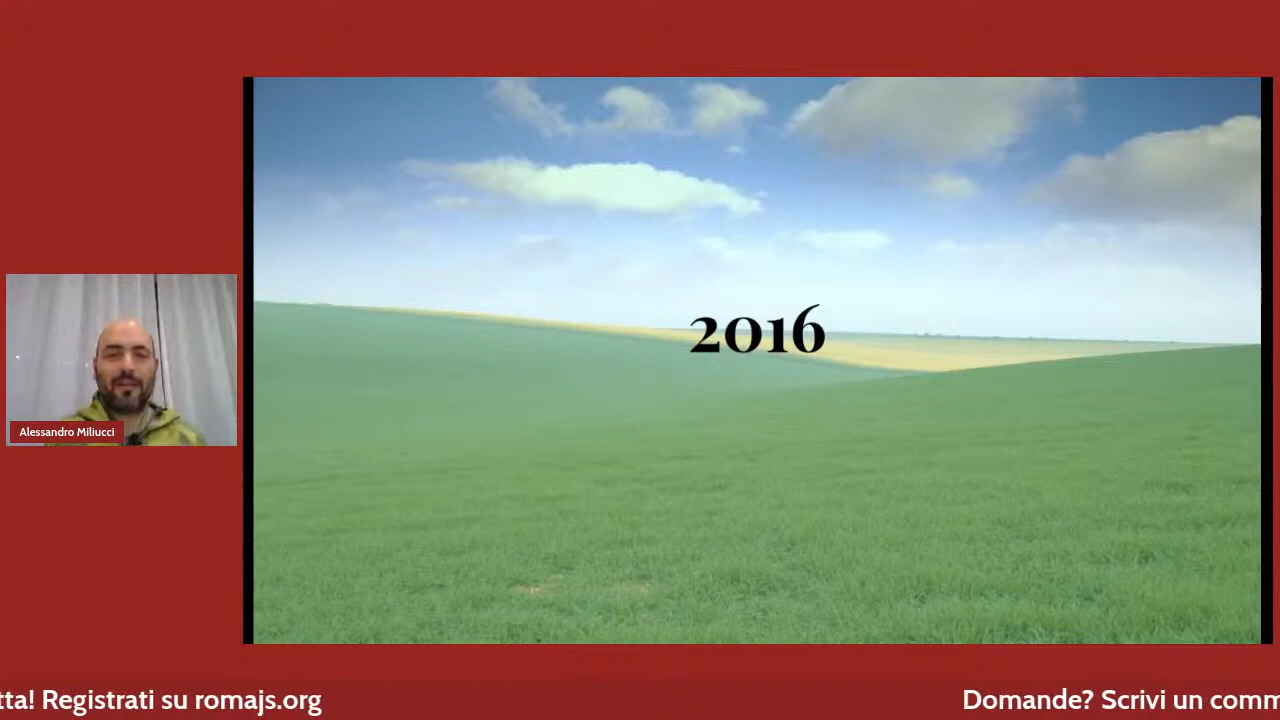 2016
Alessandro Miliucci
tta! Registrati su romajs.org
Domande? Scrivi un comm